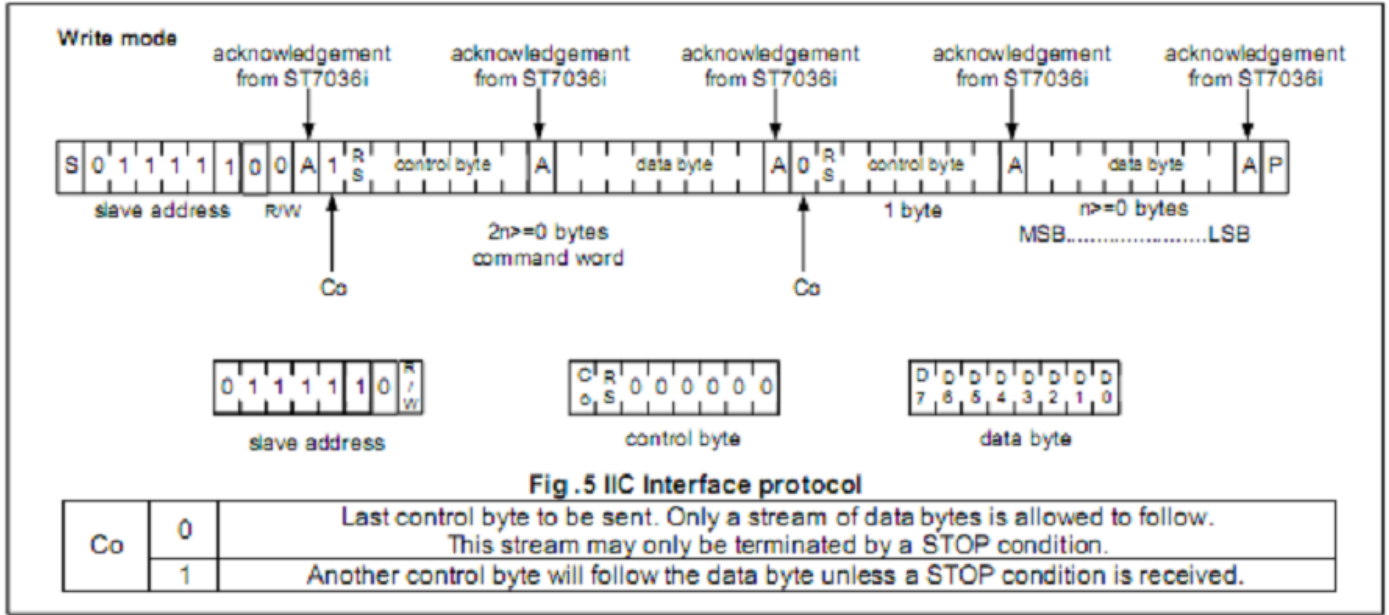 Write mode
acknowledgement acknowledgement acknowledgement acknowledgement acknowledgement
from ST7036i from ST7036i from ST7036i from ST7036i from ST7036i
S 0 1 1 1 1 1 0 0 A 1 RS control byte A data byte A 0 RS control byte A data byte A P
slave address R/W 1 byte n>=0 bytes
2n>=0 bytes MSB.......................LSB
command word
Co Co
0 1 1 1 1 1 0 R/W Co RS 0 0 0 0 0 0 D7 D6 D5 D4 D3 D2 D1 D0
slave address control byte data byte
Fig .5 IIC Interface protocol
Co 0 Last control byte to be sent. Only a stream of data bytes is allowed to follow.
This stream may only be terminated by a STOP condition.
1 Another control byte will follow the data byte unless a STOP condition is received.